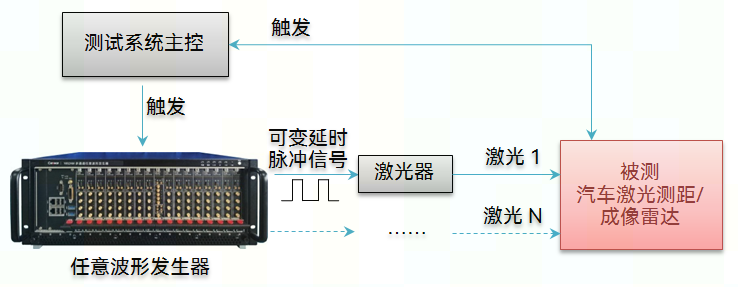 测试系统主控
触发
触发
可变延时
脉冲信号
激光器
激光 1
被测
汽车激光测距/
成像雷达
激光 N
......
任意波形发生器